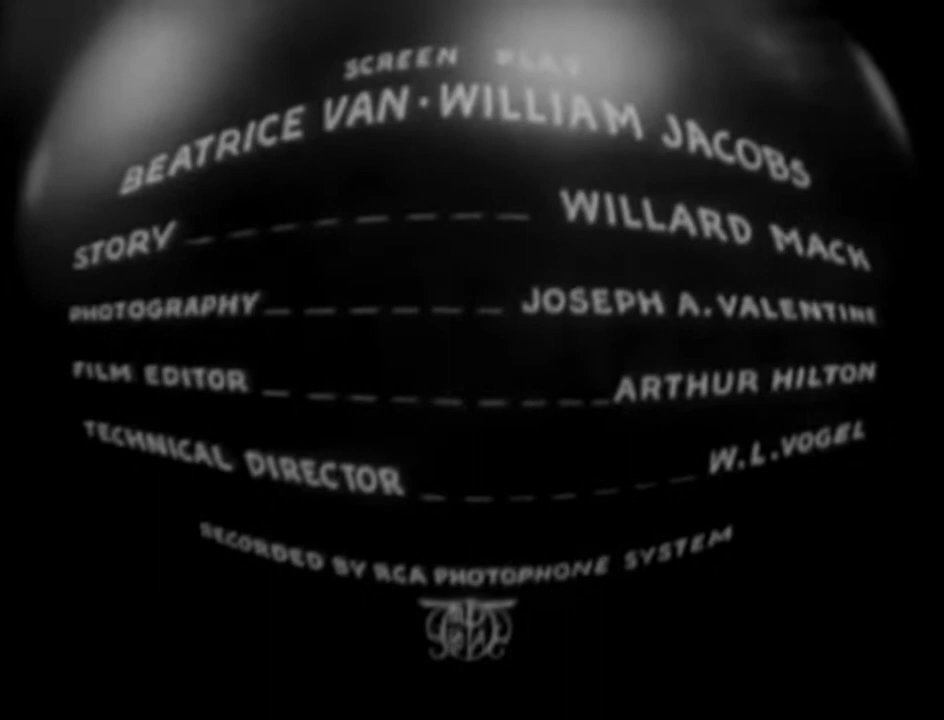 SCREEN PLAY
BEATRICE VAN · WILLIAM JACOBS
STORY WILLARD MACK
PHOTOGRAPHY JOSEPH A. VALENTINE
FILM EDITOR ARTHUR HILTON
TECHNICAL DIRECTOR W. L. VOGEL
RECORDED BY RCA PHOTOPHONE SYSTEM